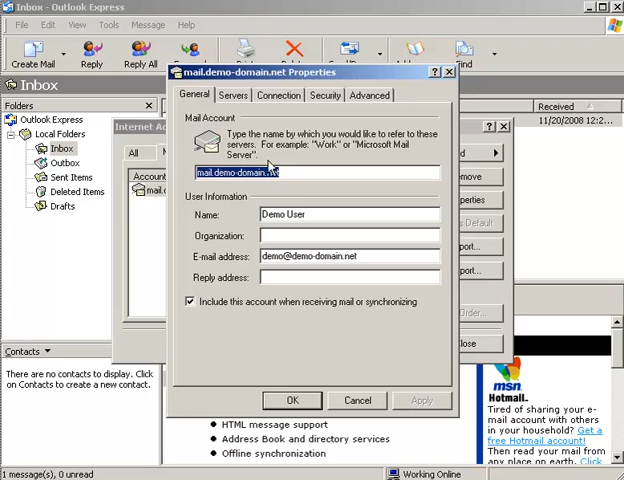 Inbox - Outlook Express
File Edit View Tools Message Help
Create Mail Reply Reply All Print Delete Find
Inbox
Folders
Outlook Express
Local Folders
Inbox
Outbox
Sent Items
Deleted Items
Drafts
Contacts
There are no contacts to display. Click
on Contacts to create a new contact.
1 message(s), 0 unread
Working Online
Received
11/20/2008 12:2...
Internet A
All
Account
mail.d
mail.demo-domain.net Properties
General Servers Connection Security Advanced
Mail Account
Type the name by which you would like to refer to these
servers. For example: "Work" or "Microsoft Mail
Server".
mail.demo-domain.net
User Information
Name: Demo User
Organization:
E-mail address: demo@demo-domain.net
Reply address:
Include this account when receiving mail or synchronizing
OK Cancel Apply
HTML message support
Address Book and directory services
Offline synchronization
msn
Hotmail.
Tired of sharing your e-
mail account with others
in your household? Get a
free Hotmail account!
Then read your mail from
any place on earth. Click